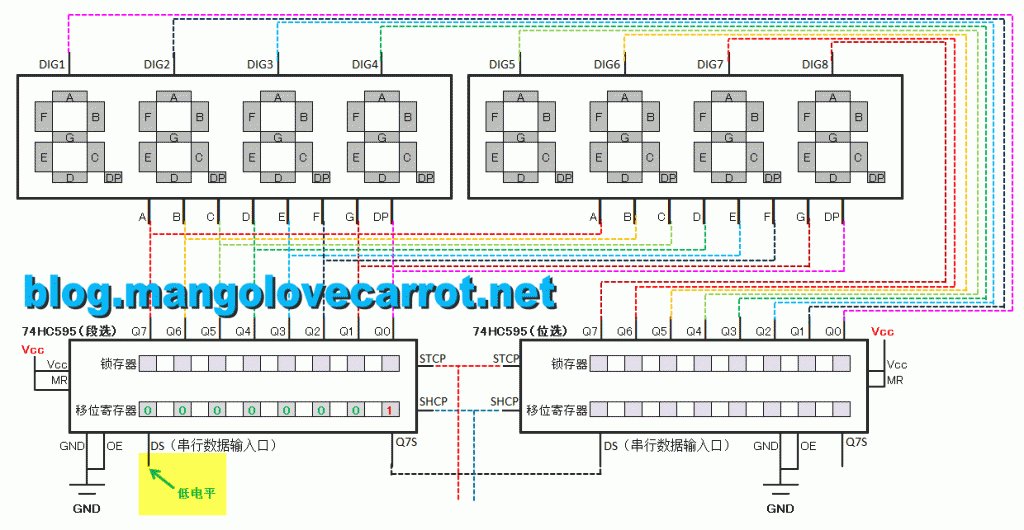 DIG1 DIG2 DIG3 DIG4 DIG5 DIG6 DIG7 DIG8
A A A A A A A A
F B F B F B F B F B F B F B F B
G G G G G G G G
E C E C E C E C E C E C E C E C
D DP D DP D DP D DP D DP D DP D DP D DP
A B C D E F G DP A B C D E F G DP
blog.mangolovecarrot.net
74HC595(段选) Q7 Q6 Q5 Q4 Q3 Q2 Q1 Q0 74HC595(位选) Q7 Q6 Q5 Q4 Q3 Q2 Q1 Q0 Vcc
Vcc
Vcc 锁存器 STCP STCP 锁存器 Vcc
MR MR
移位寄存器 0 0 0 0 0 0 0 1 SHCP SHCP 移位寄存器
GND OE DS(串行数据输入口) Q7S DS(串行数据输入口) GND OE Q7S
低电平
GND GND